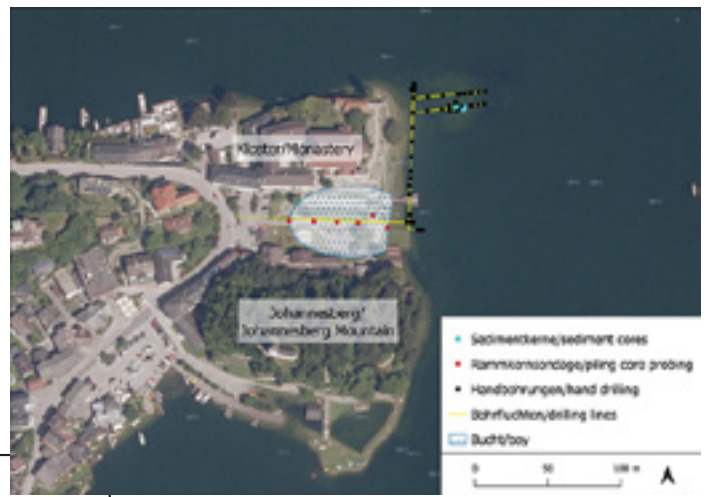 Kloster/Monastery
Johannesberg/
Johannesberg Mountain
Sedimentkerne/sediment cores
Rammkernsondage/piling core probing
Handbohrungen/hand drilling
Bohrfluchten/drilling lines
Bucht/bay
0 50 100 m